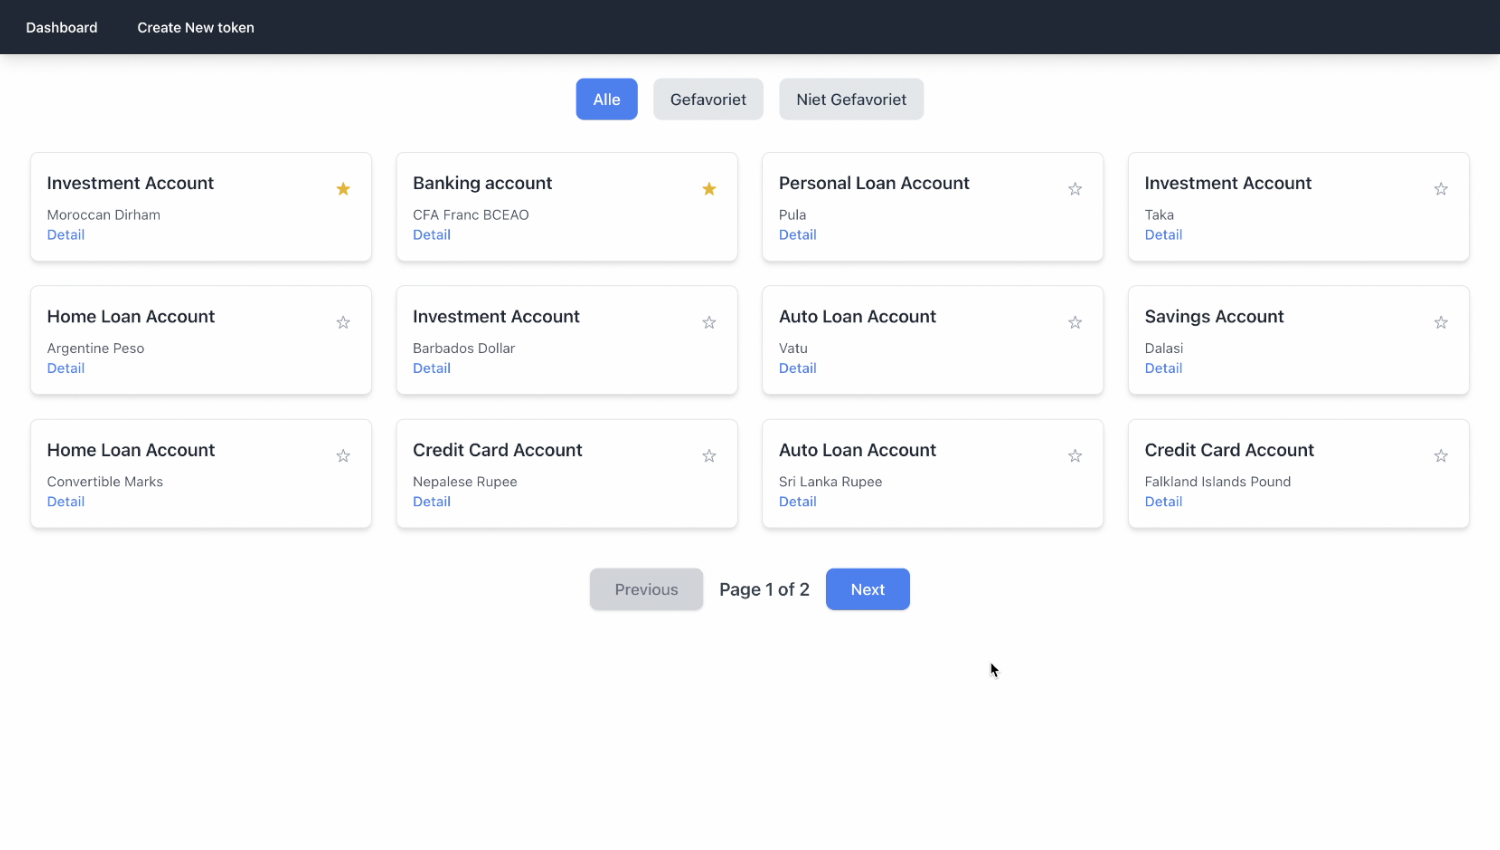 Dashboard Create New token
Alle Gefavoriet Niet Gefavoriet
Investment Account
Moroccan Dirham
Detail
Banking account
CFA Franc BCEAO
Detail
Personal Loan Account
Pula
Detail
Investment Account
Taka
Detail
Home Loan Account
Argentine Peso
Detail
Investment Account
Barbados Dollar
Detail
Auto Loan Account
Vatu
Detail
Savings Account
Dalasi
Detail
Home Loan Account
Convertible Marks
Detail
Credit Card Account
Nepalese Rupee
Detail
Auto Loan Account
Sri Lanka Rupee
Detail
Credit Card Account
Falkland Islands Pound
Detail
Previous Page 1 of 2 Next